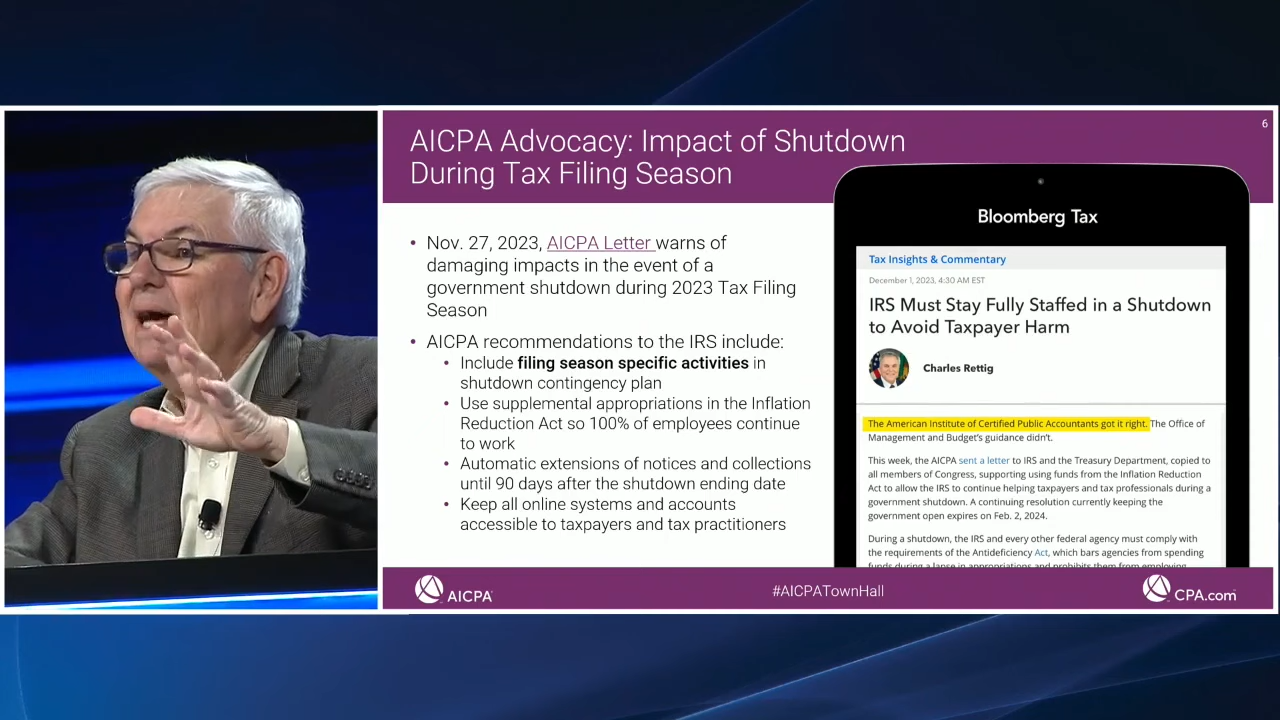 6
AICPA Advocacy: Impact of Shutdown
During Tax Filing Season
• Nov. 27, 2023, AICPA Letter warns of
damaging impacts in the event of a
government shutdown during 2023 Tax Filing
Season
• AICPA recommendations to the IRS include:
• Include filing season specific activities in
shutdown contingency plan
• Use supplemental appropriations in the Inflation
Reduction Act so 100% of employees continue
to work
• Automatic extensions of notices and collections
until 90 days after the shutdown ending date
• Keep all online systems and accounts
accessible to taxpayers and tax practitioners
Bloomberg Tax
Tax Insights & Commentary
December 1, 2023, 4:30 AM EST
IRS Must Stay Fully Staffed in a Shutdown
to Avoid Taxpayer Harm
Charles Rettig
The American Institute of Certified Public Accountants got it right. The Office of
Management and Budget's guidance didn't.
This week, the AICPA sent a letter to IRS and the Treasury Department, copied to
all members of Congress, supporting using funds from the Inflation Reduction
Act to allow the IRS to continue helping taxpayers and tax professionals during a
government shutdown. A continuing resolution currently keeping the
government open expires on Feb. 2, 2024.
During a shutdown, the IRS and every other federal agency must comply with
the requirements of the Antideficiency Act, which bars agencies from spending
funds during a lapse in appropriations and prohibits them from employing
AICPA
#AICPATownHall
CPA.com